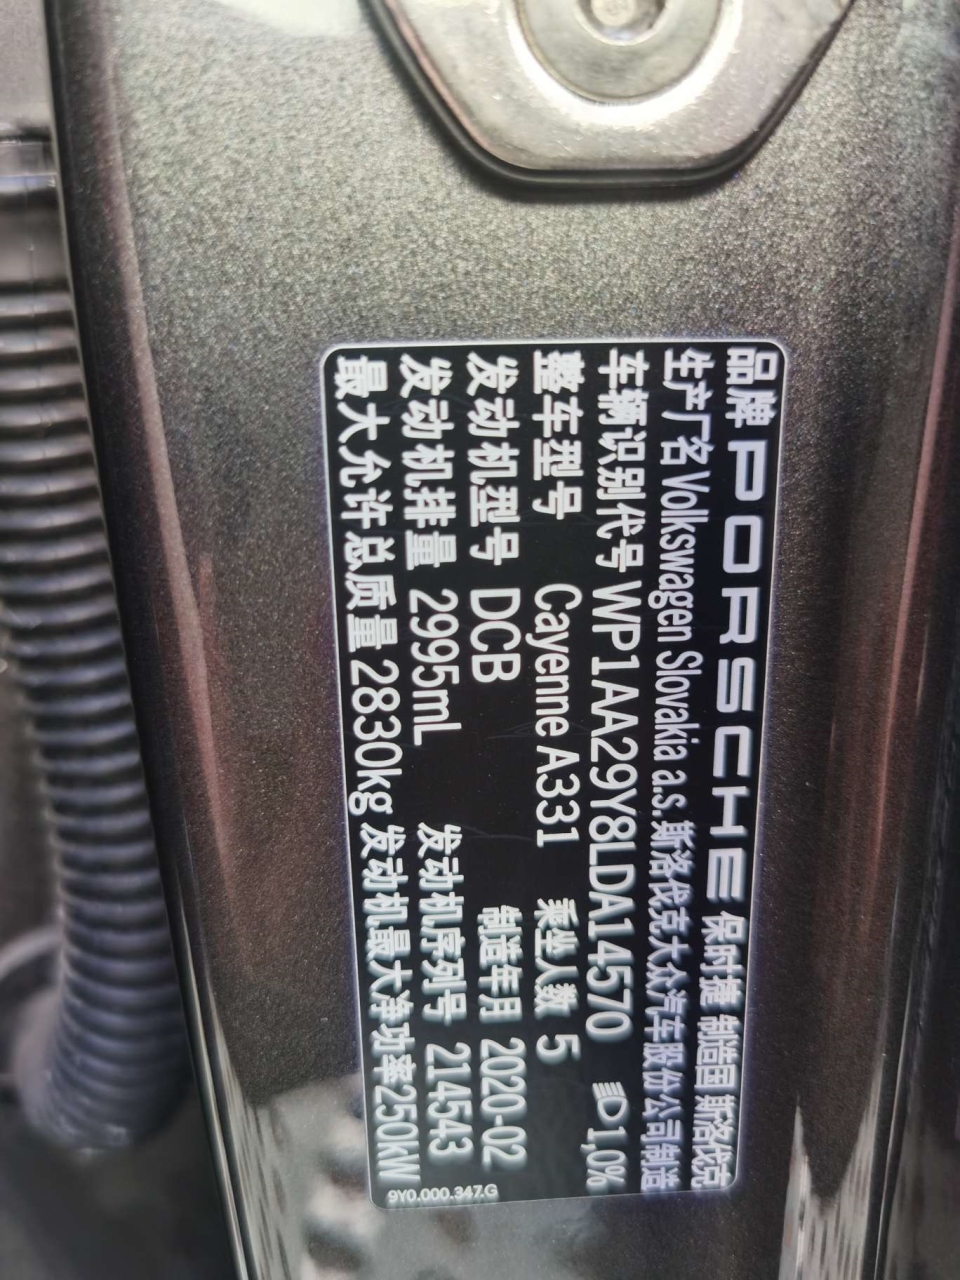 品牌 PORSCHE 保时捷 制造国 斯洛伐克
生产厂名 Volkswagen Slovakia a.s. 斯洛伐克大众汽车股份公司制造
车辆识别代号 WP1AA29Y8LDA14570 1,0%
整车型号 Cayenne A331 乘坐人数 5
发动机型号 DCB 制造年月 2020-02
发动机排量 2995mL 发动机序列号 214543
最大允许总质量 2830kg 发动机最大净功率 250kW
9Y0.000.347.G